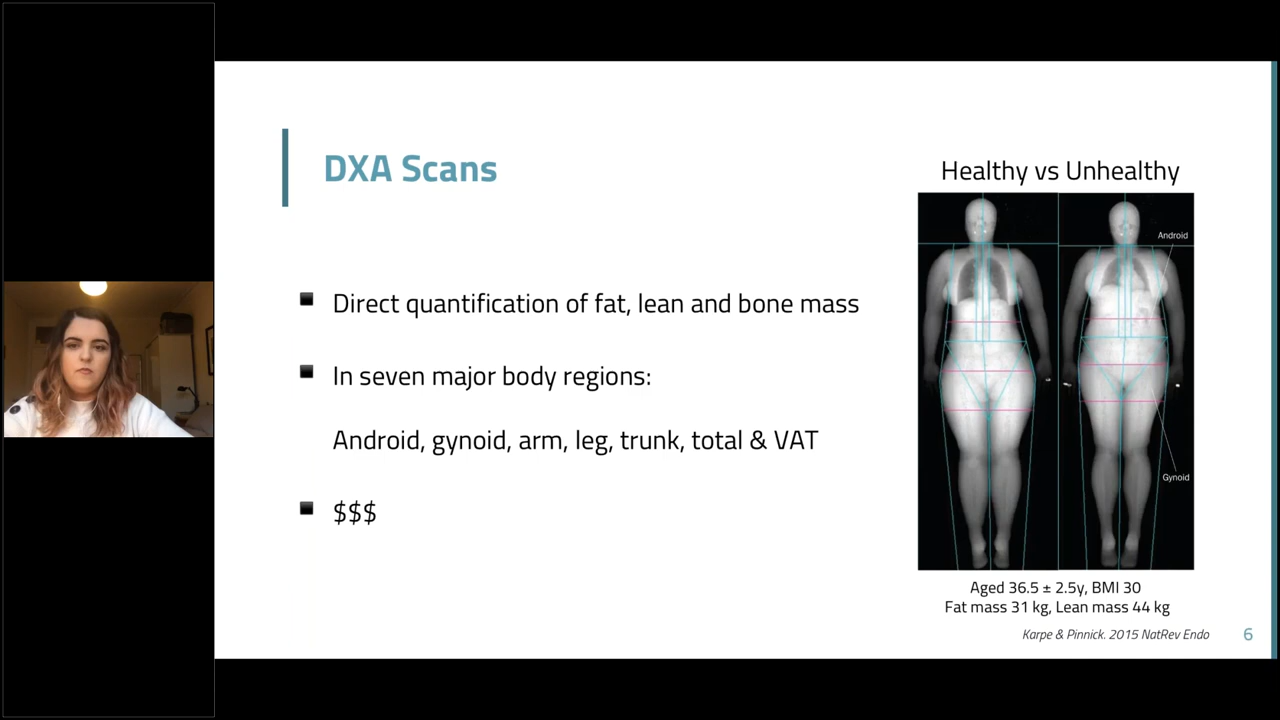 DXA Scans
Direct quantification of fat, lean and bone mass
In seven major body regions:
Android, gynoid, arm, leg, trunk, total & VAT
$$$
Healthy vs Unhealthy
Android
Gynoid
Aged 36.5 ± 2.5y, BMI 30
Fat mass 31 kg, Lean mass 44 kg
Karpe & Pinnick. 2015 NatRev Endo
6